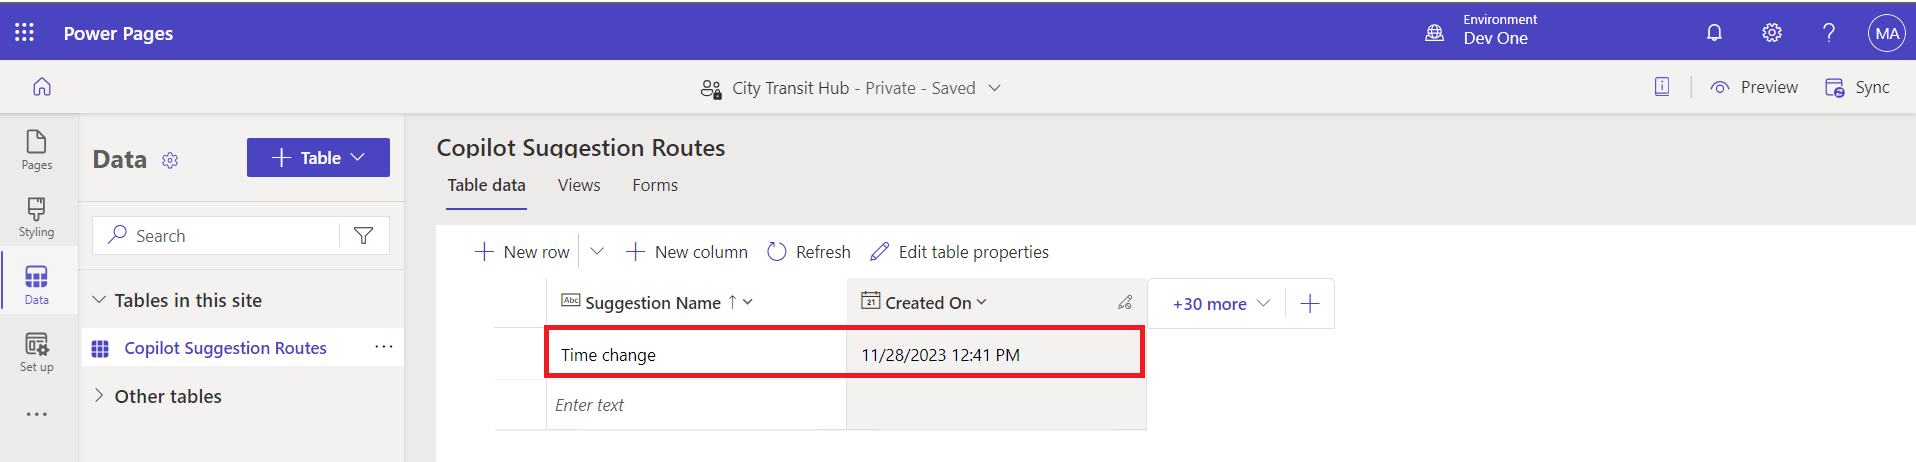 Power Pages
Environment
Dev One
?
MA
City Transit Hub - Private - Saved
Preview
Sync
Pages
Styling
Data
Set up
...
Data
+ Table
Search
Tables in this site
Copilot Suggestion Routes ...
Other tables
Copilot Suggestion Routes
Table data Views Forms
+ New row + New column Refresh Edit table properties
Abc Suggestion Name ↑ 21 Created On +30 more +
Time change 11/28/2023 12:41 PM
Enter text